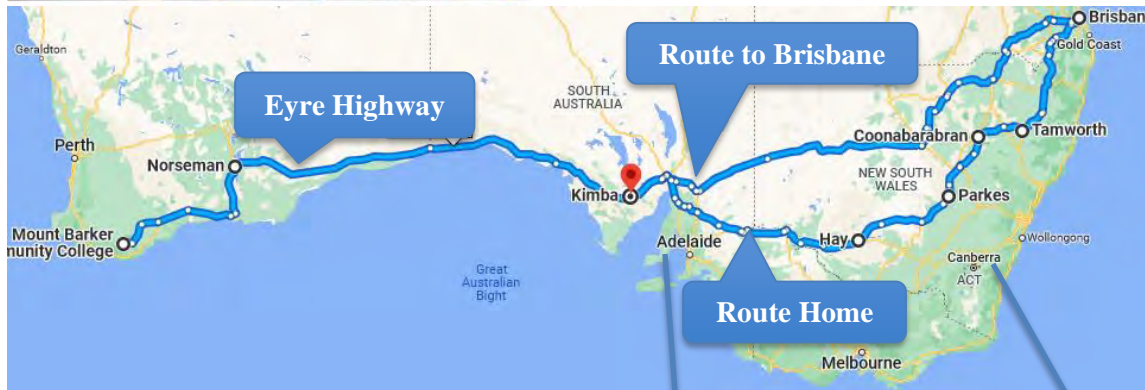 Geraldton
Perth
Norseman
Mount Barker
munity College
Eyre Highway
Great
Australian
Bight
SOUTH
AUSTRALIA
Kimba
Adelaide
Route to Brisbane
Route Home
Brisban
Gold Coast
Coonabarabran
Tamworth
NEW SOUTH
WALES
Parkes
Hay
Wollongong
Canberra
ACT
Melbourne